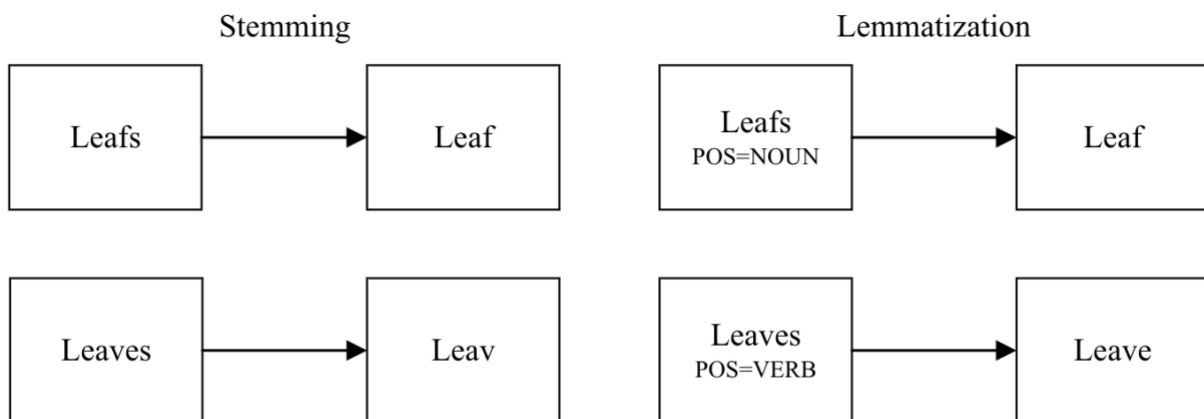 Stemming
Lemmatization
Leafs
Leaf
Leafs
POS=NOUN
Leaf
Leaves
Leav
Leaves
POS=VERB
Leave